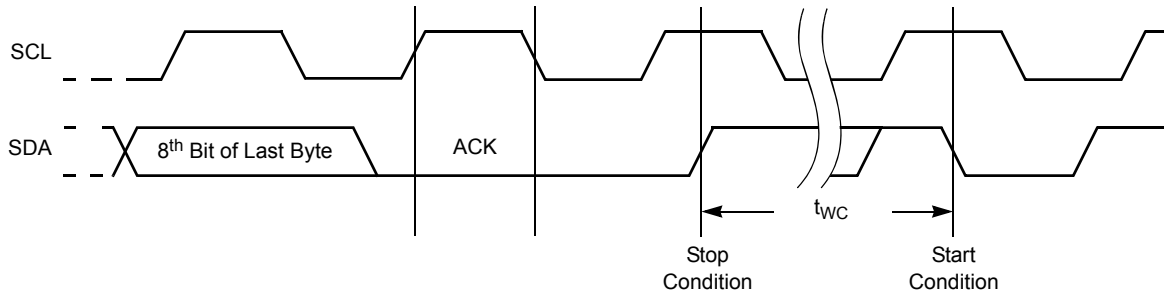 SCL
SDA
8th Bit of Last Byte
ACK
tWC
Stop
Condition
Start
Condition